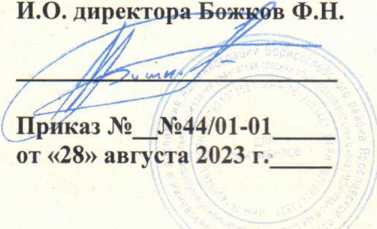 И.О. директора Божков Ф.Н.
Приказ №__№44/01-01_____
от «28» августа 2023 г._____